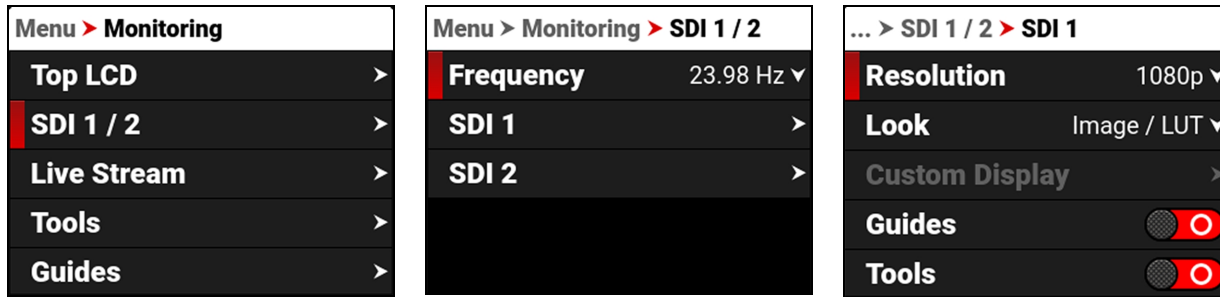 Menu > Monitoring
Top LCD >
SDI 1 / 2 >
Live Stream >
Tools >
Guides >
Menu > Monitoring > SDI 1 / 2
Frequency 23.98 Hz
SDI 1 >
SDI 2 >
... > SDI 1 / 2 > SDI 1
Resolution 1080p
Look Image / LUT
Custom Display >
Guides
Tools